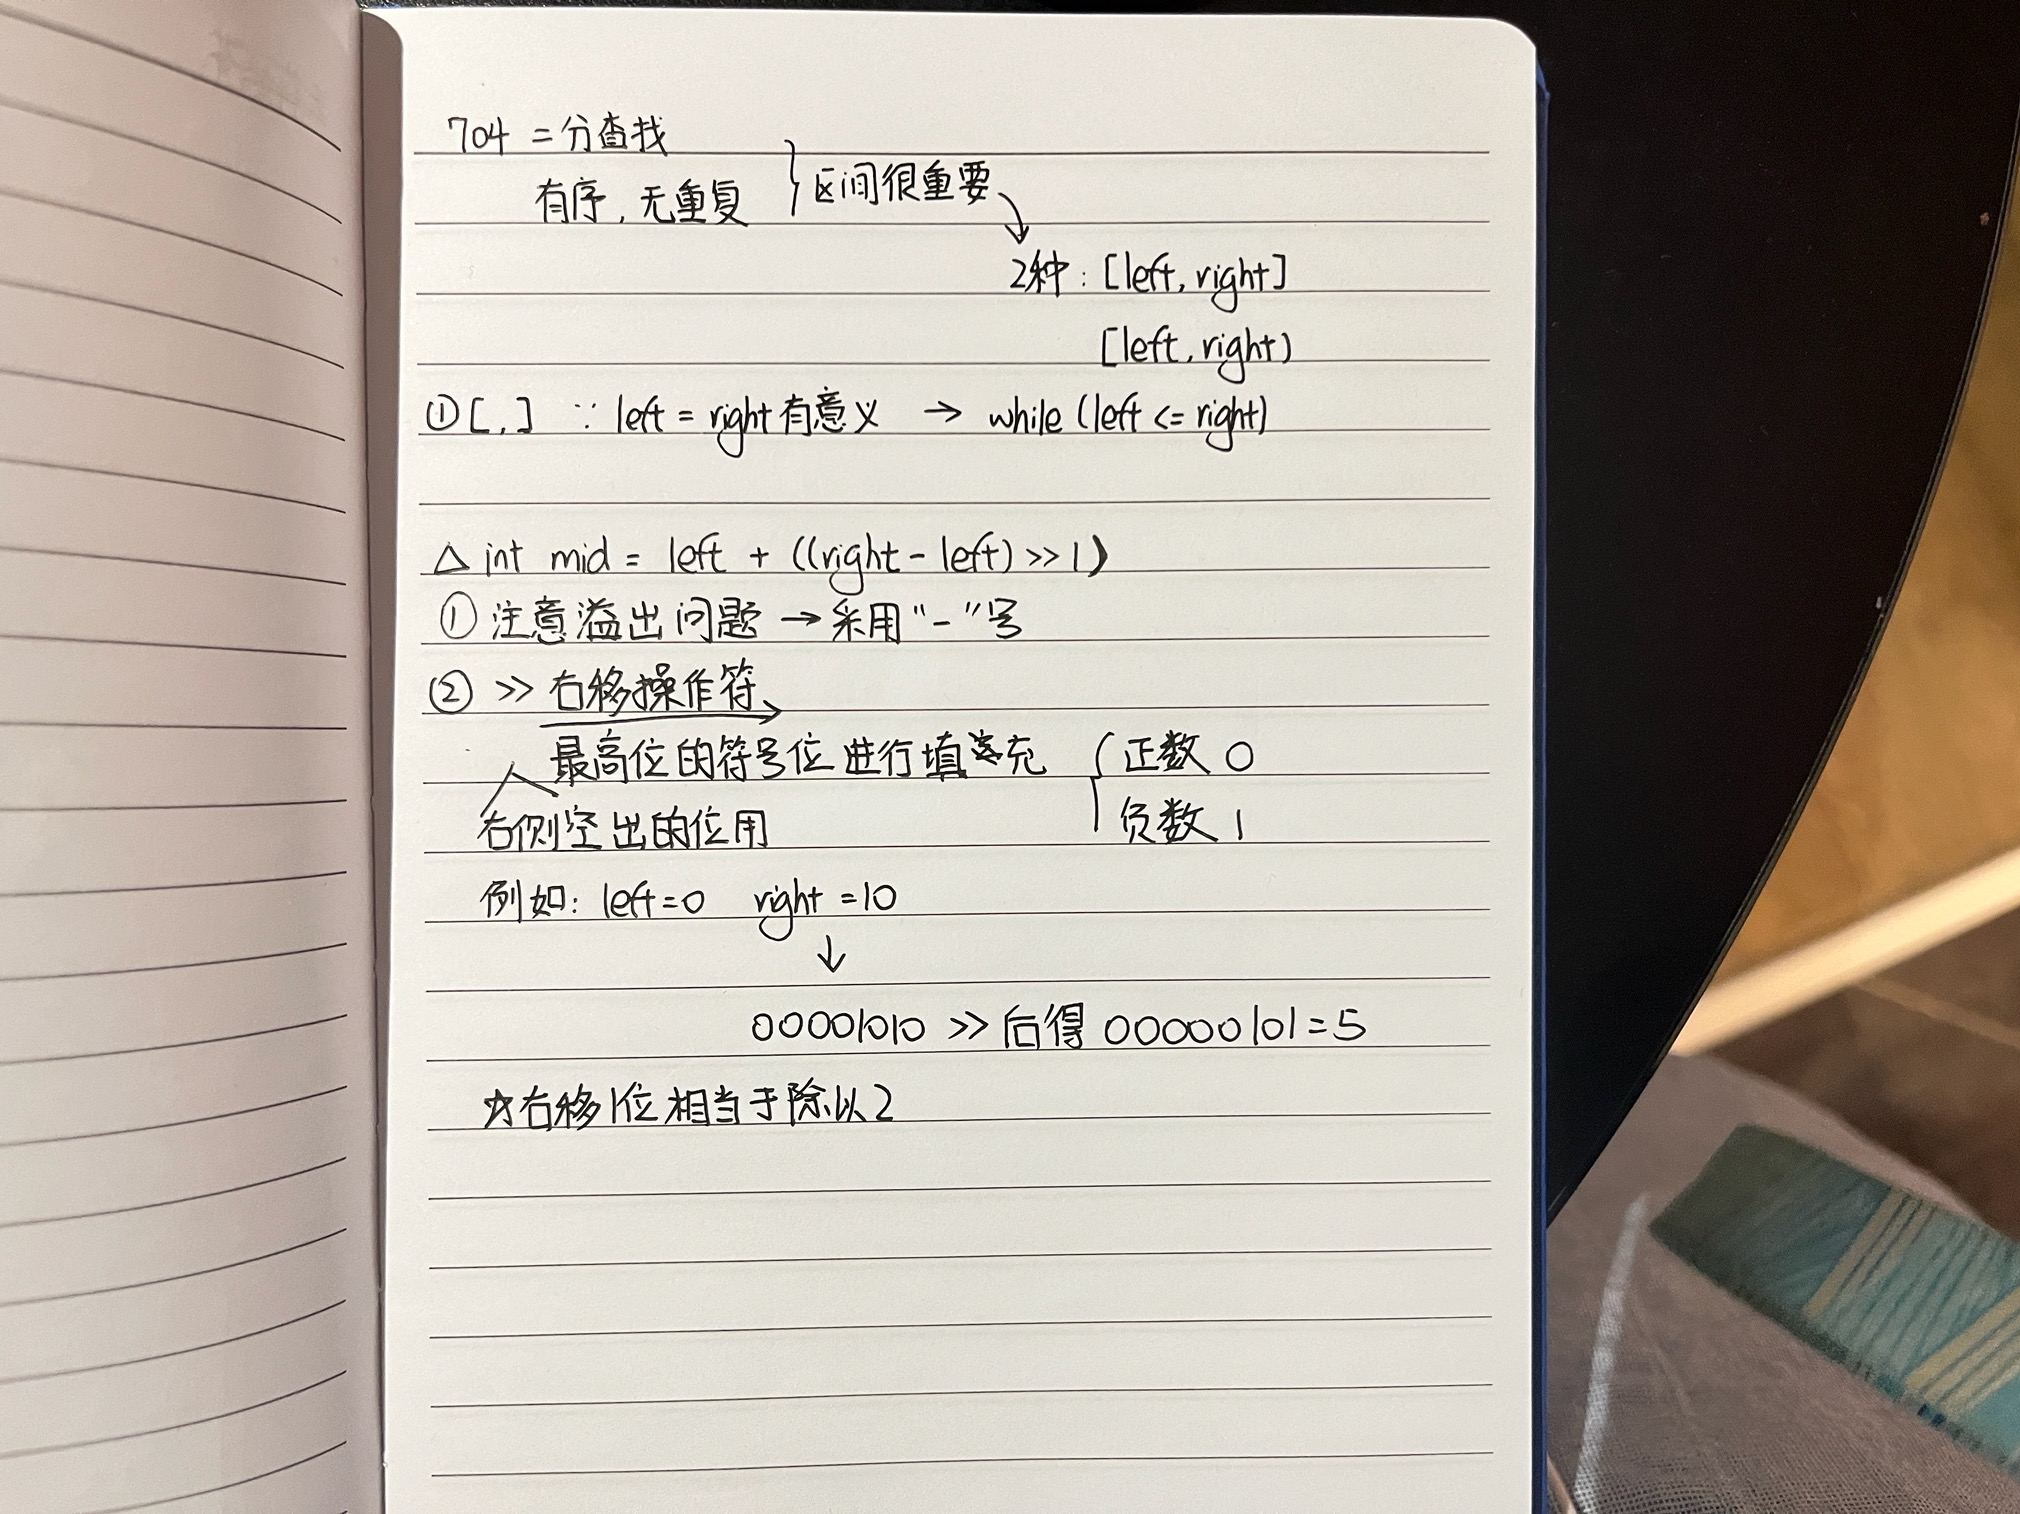 704 二分查找
有序，无重复 } 区间很重要
2种：[left, right]
[left, right)
① [ , ] ∵ left = right 有意义 → while (left <= right)
△ int mid = left + ((right - left) >> 1)
① 注意溢出问题 → 采用“-”号
② >> 右移操作符
最高位的符号位进行填充 { 正数 0
右侧空出的位用 负数 1
例如：left=0 right=10
↓
00001010 >> 后得 00000101=5
☆右移1位相当于除以2